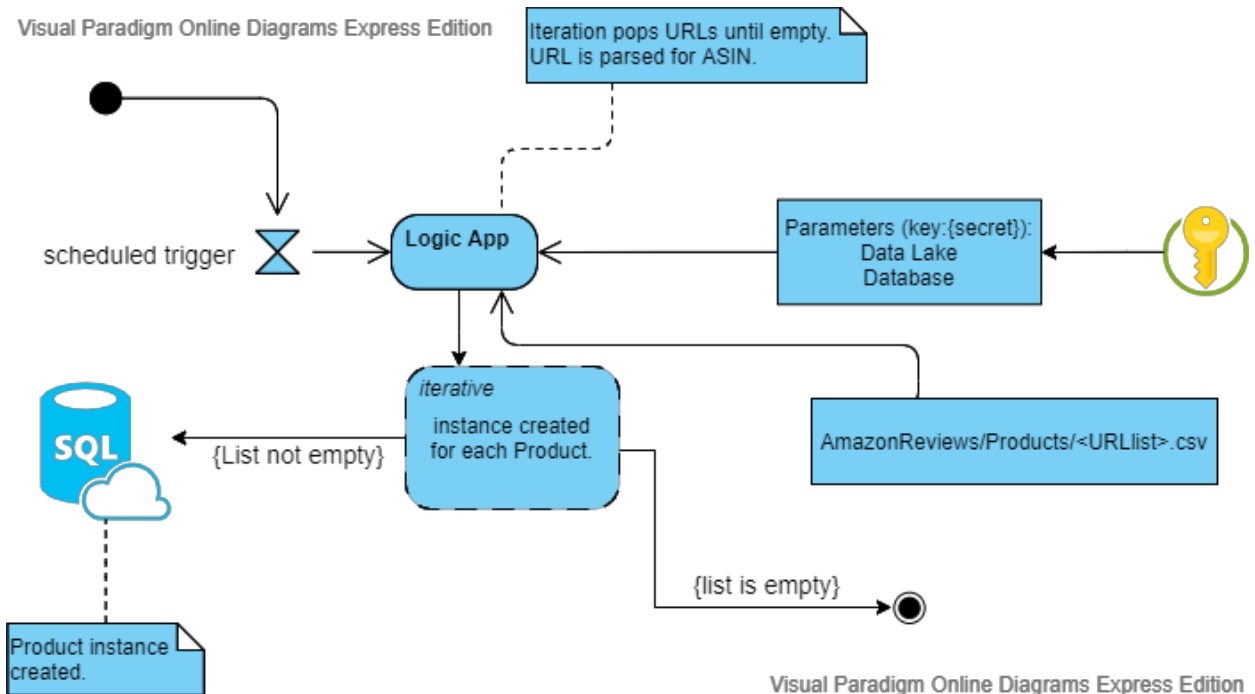 Visual Paradigm Online Diagrams Express Edition
Iteration pops URLs until empty.
URL is parsed for ASIN.
scheduled trigger
Logic App
Parameters (key:{secret}):
Data Lake
Database
iterative
instance created
for each Product.
AmazonReviews/Products/<URLlist>.csv
SQL
{List not empty}
{list is empty}
Product instance
created.
Visual Paradigm Online Diagrams Express Edition